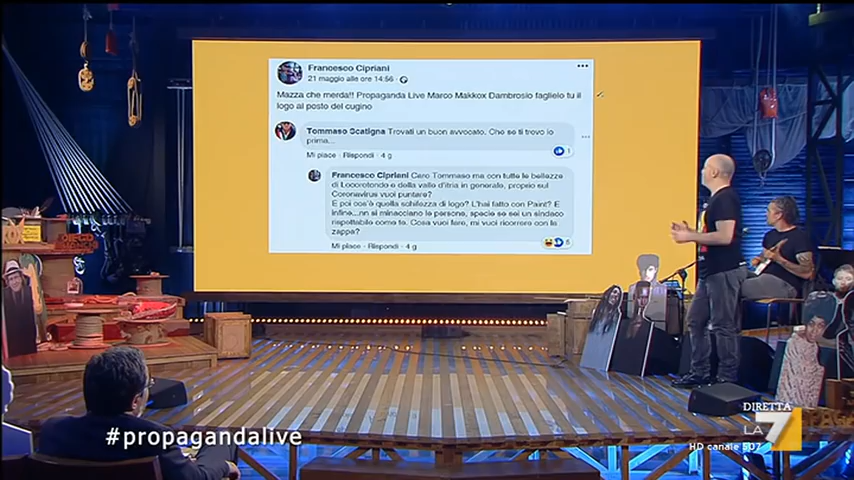 Francesco Cipriani
21 maggio alle ore 14:56 ·
Mazza che merda!! Propaganda Live Marco Makkox Dambrosio faglielo tu il
logo al posto del cugino
Tommaso Scatigna Trovati un buon avvocato. Che se ti trovo io
prima...
1
Mi piace · Rispondi · 4 g
Francesco Cipriani Caro Tommaso ma con tutte le bellezze
di Locorotondo e della valle d'itria in generale, proprio sul
Coronavirus vuoi puntare?
E poi cos'è quella schifezza di logo? L'hai fatto con Paint? E
infine...nn si minacciano le persone, specie se sei un sindaco
rispettabile come te. Cosa vuoi fare, mi vuoi rincorrere con la
zappa?
Mi piace · Rispondi · 4 g
DIEGO
#propagandalive
DIRETTA
LA 7
HD canale 507